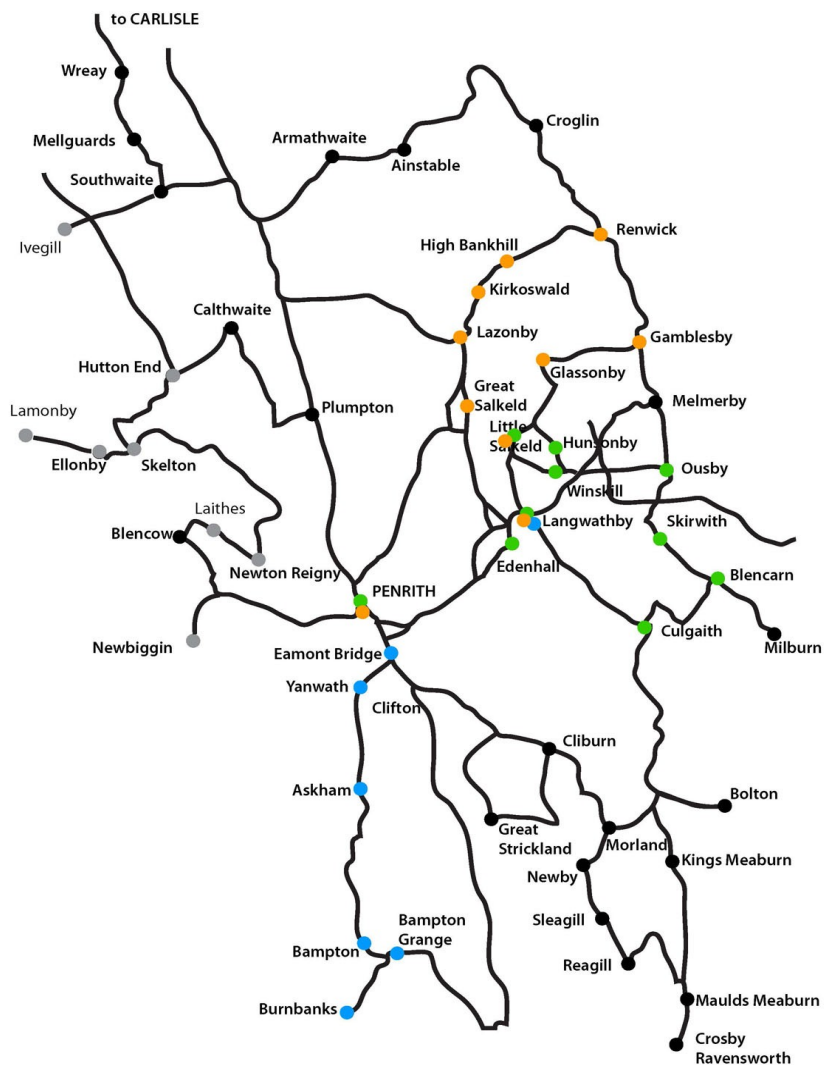 to CARLISLE
Wreay
Croglin
Mellguards
Armathwaite
Ainstable
Southwaite
Renwick
Ivegill
High Bankhill
Kirkoswald
Calthwaite
Lazonby
Gamblesby
Hutton End
Glassonby
Great
Salkeld
Melmerby
Lamonby
Plumpton
Little
Salkeld
Hunsonby
Ellonby
Skelton
Ousby
Winskill
Laithes
Langwathby
Skirwith
Blencow
Edenhall
Newton Reigny
PENRITH
Blencarn
Newbiggin
Culgaith
Milburn
Eamont Bridge
Yanwath
Clifton
Cliburn
Askham
Bolton
Great
Strickland
Morland
Kings Meaburn
Newby
Sleagill
Bampton
Grange
Bampton
Reagill
Burnbanks
Maulds Meaburn
Crosby
Ravensworth